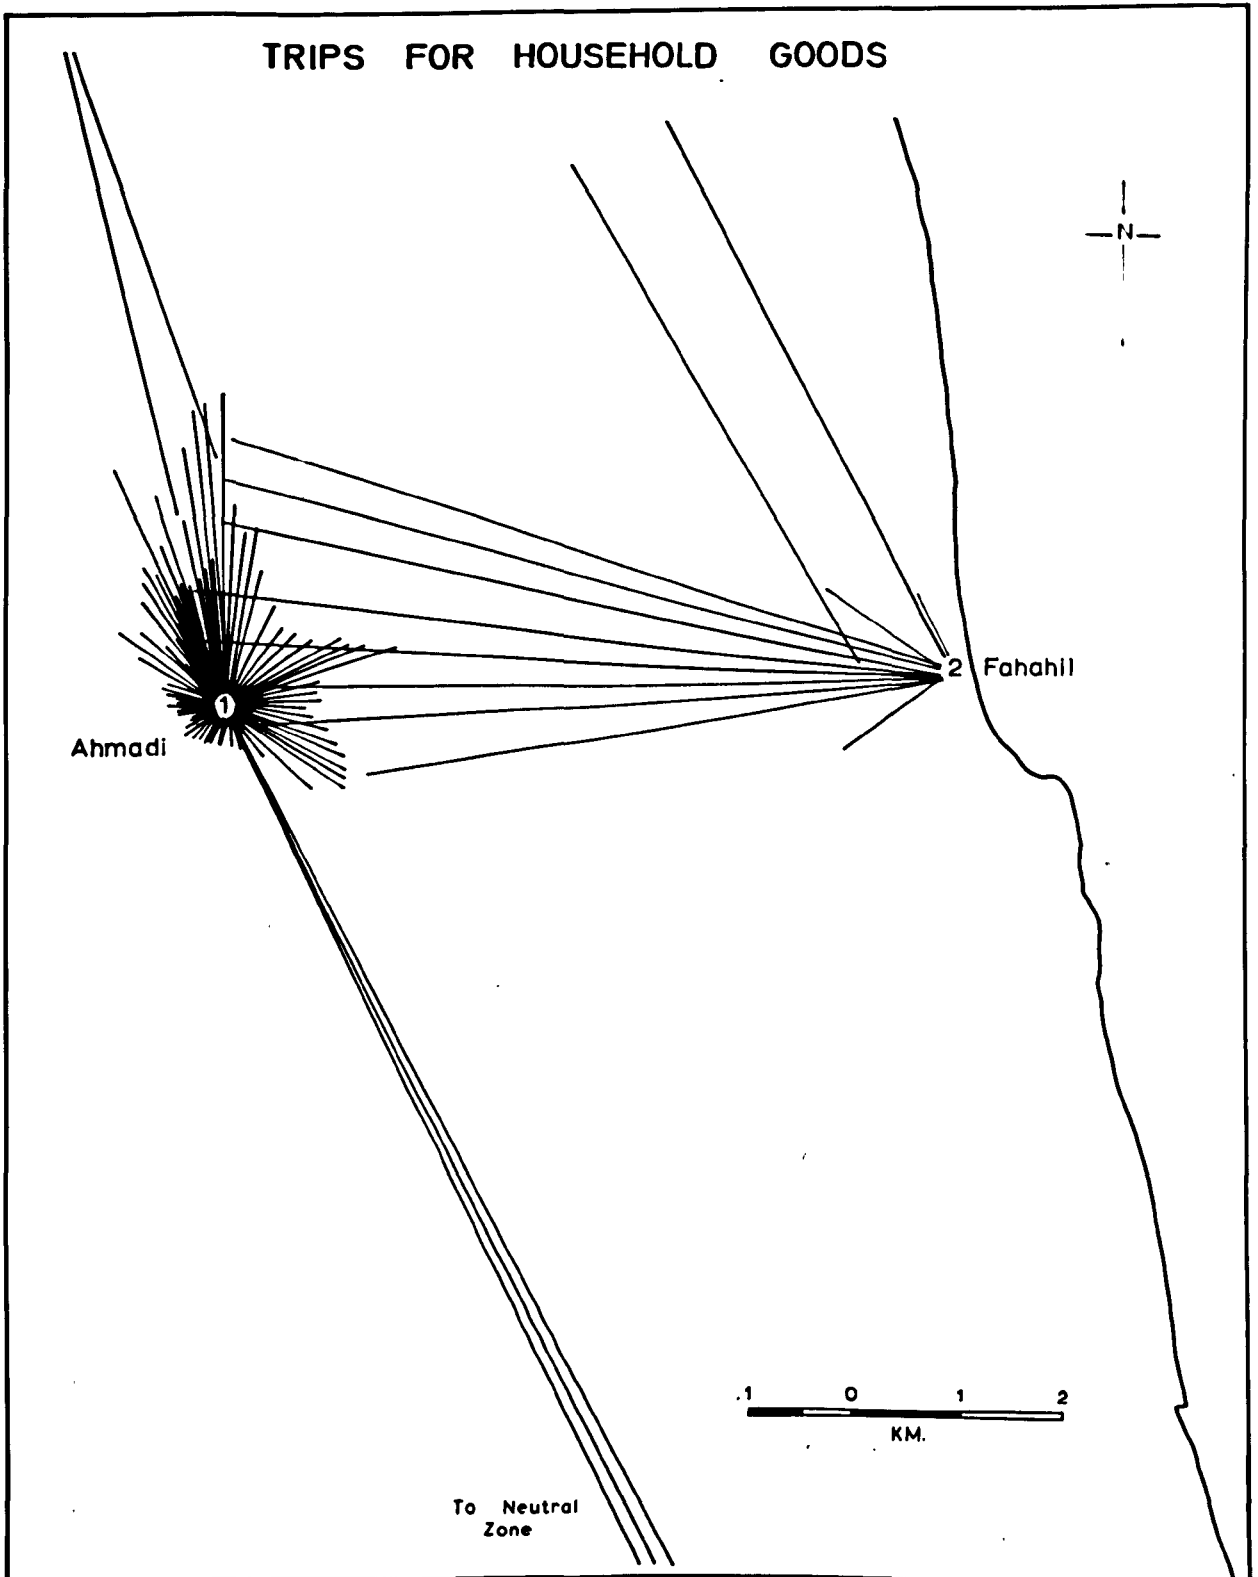 TRIPS FOR HOUSEHOLD GOODS
N
2 Fahahil
1
Ahmadi
.1 0 1 2
KM.
To Neutral
Zone